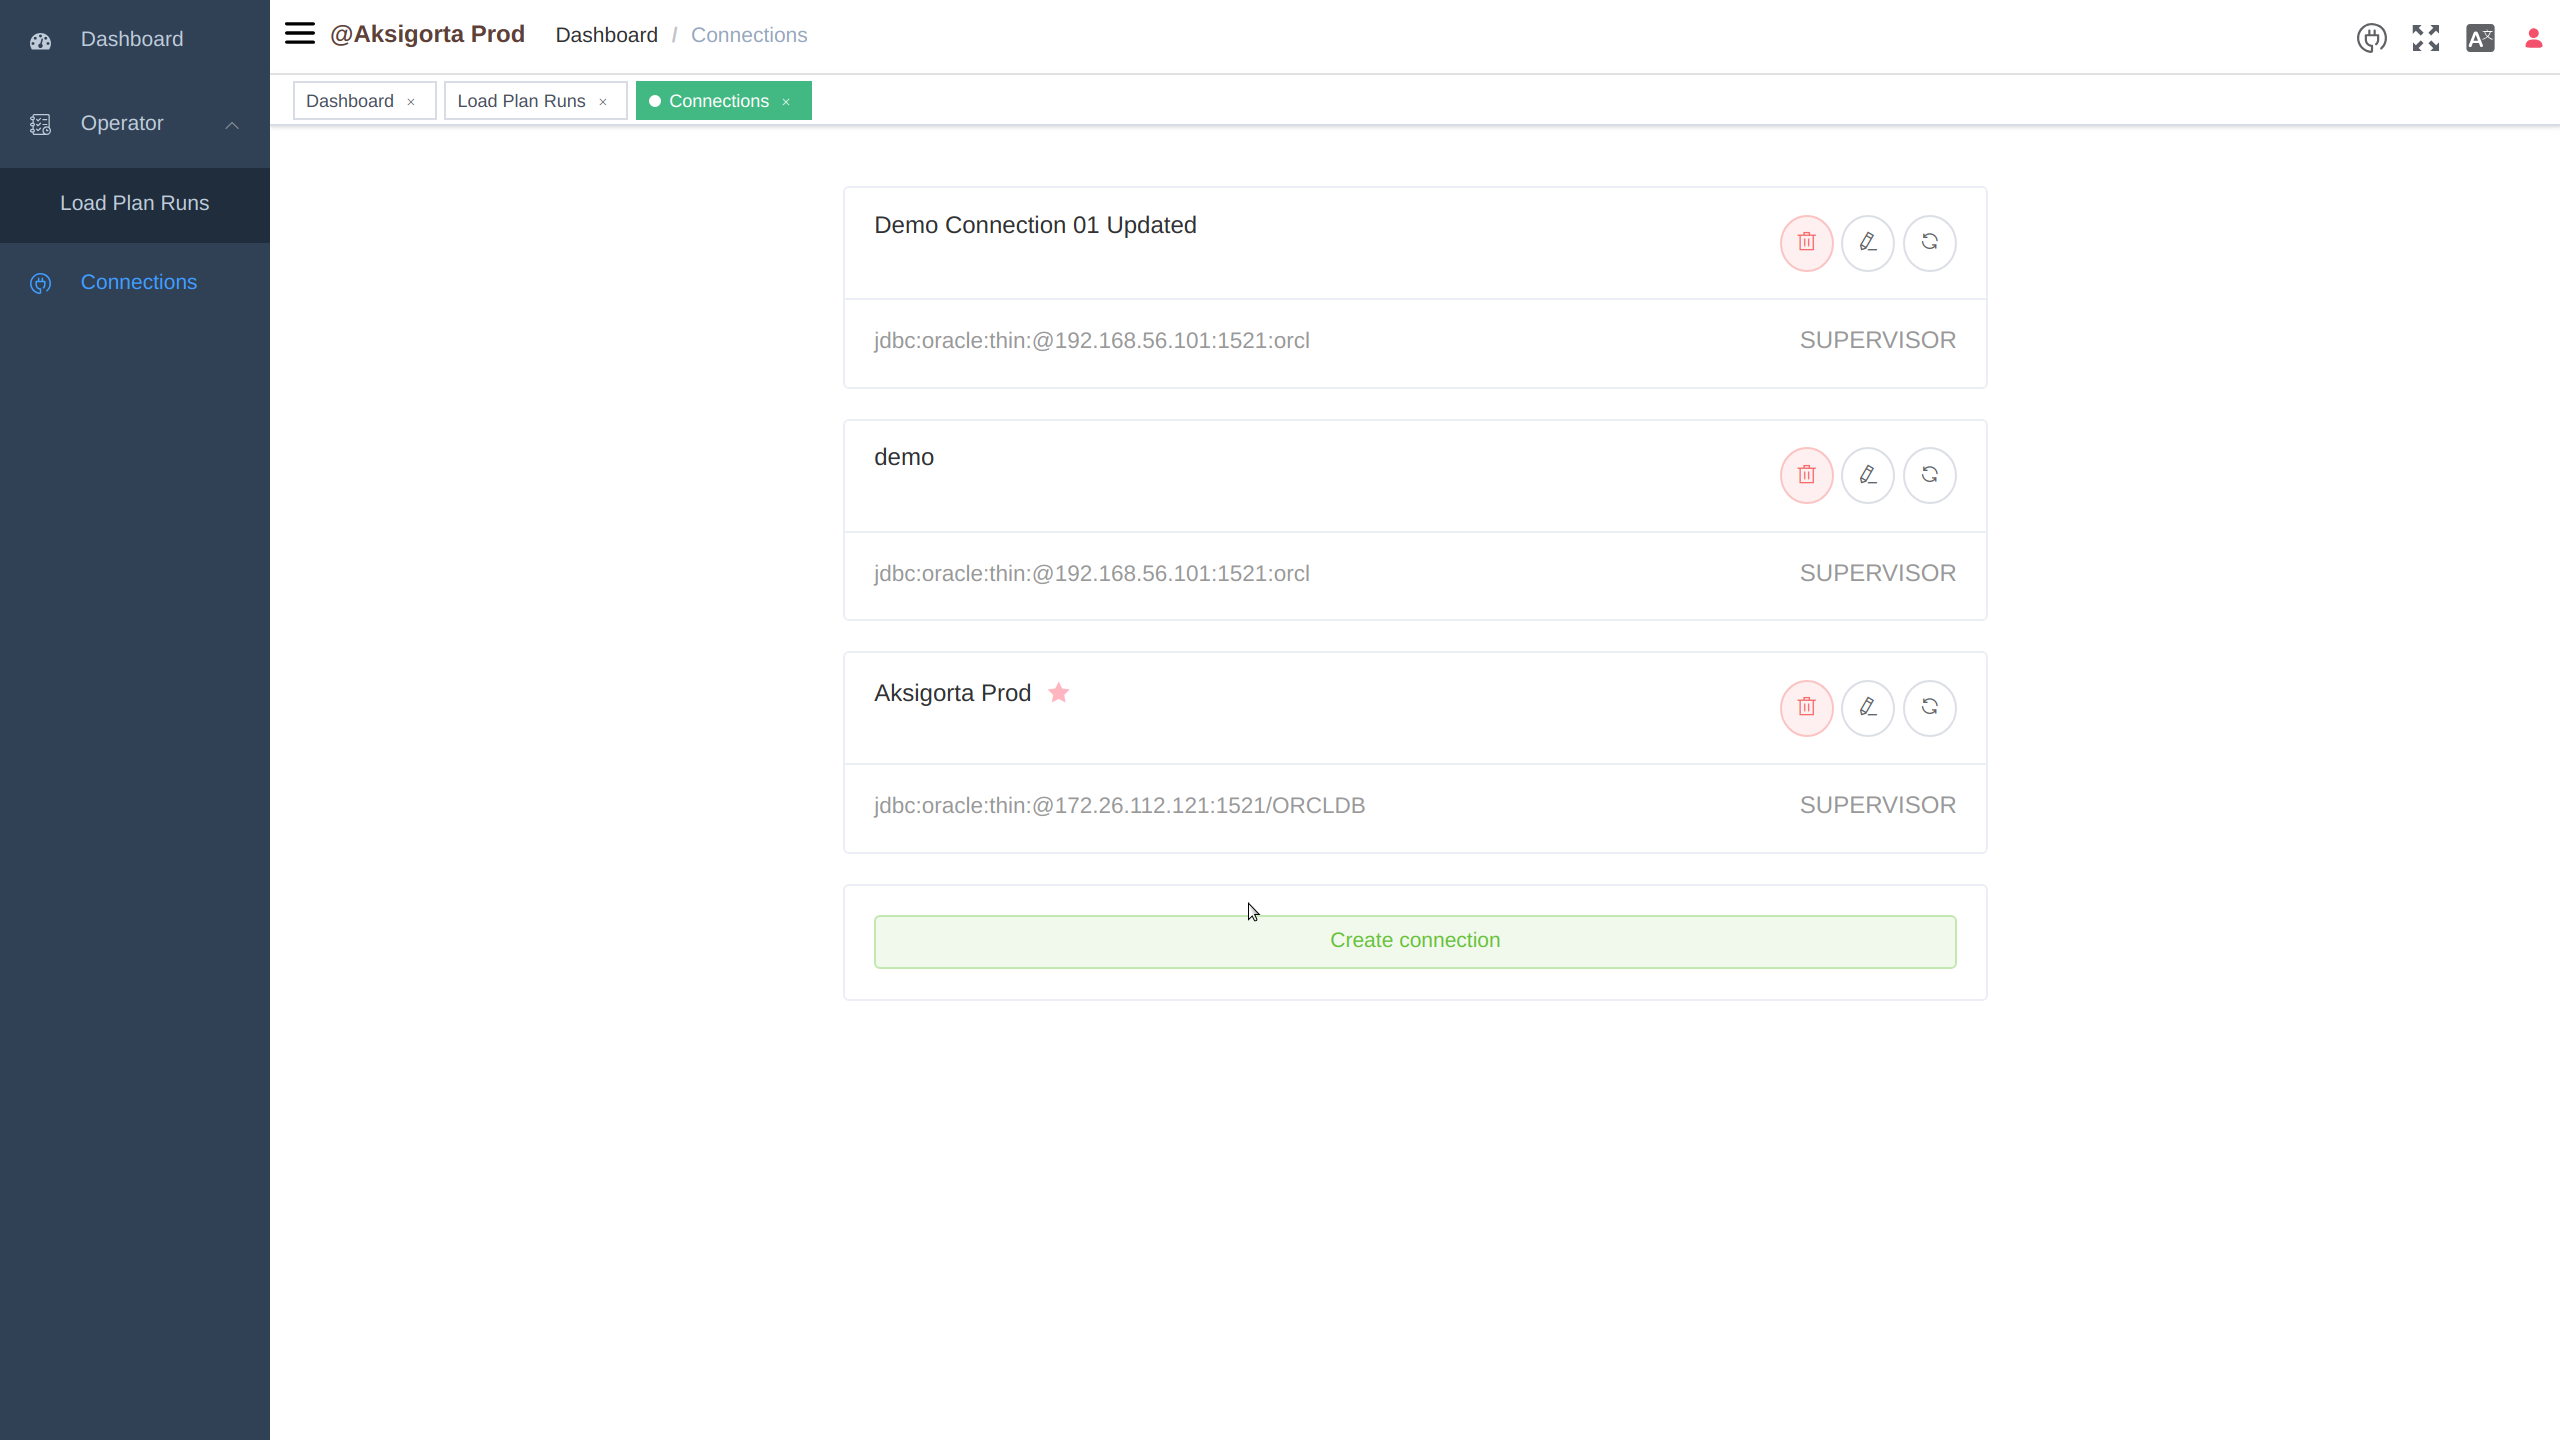 Dashboard
Operator
Load Plan Runs
Connections
@Aksigorta Prod Dashboard / Connections
Dashboard × Load Plan Runs × Connections ×
Demo Connection 01 Updated
jdbc:oracle:thin:@192.168.56.101:1521:orcl SUPERVISOR
demo
jdbc:oracle:thin:@192.168.56.101:1521:orcl SUPERVISOR
Aksigorta Prod
jdbc:oracle:thin:@172.26.112.121:1521/ORCLDB SUPERVISOR
Create connection